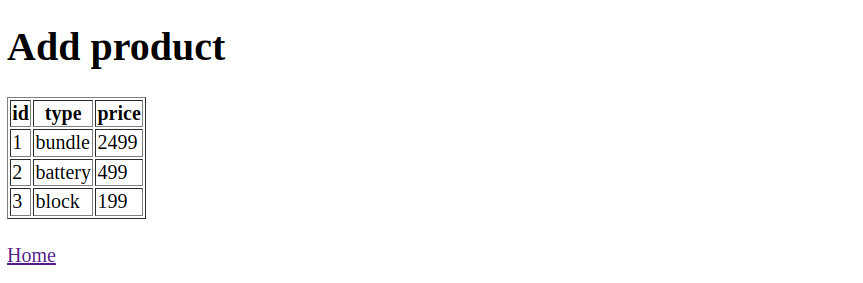 Add product
id type price
1 bundle 2499
2 battery 499
3 block 199
Home